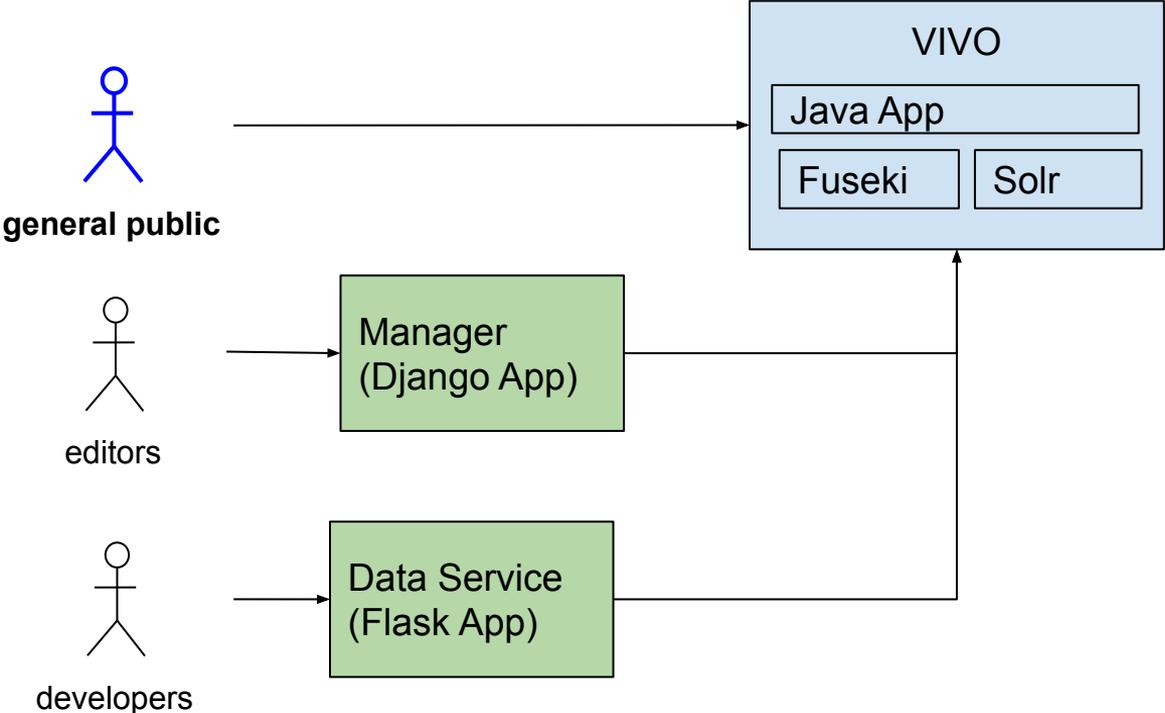 VIVO
Java App
Fuseki
Solr
general public
Manager
(Django App)
editors
Data Service
(Flask App)
developers